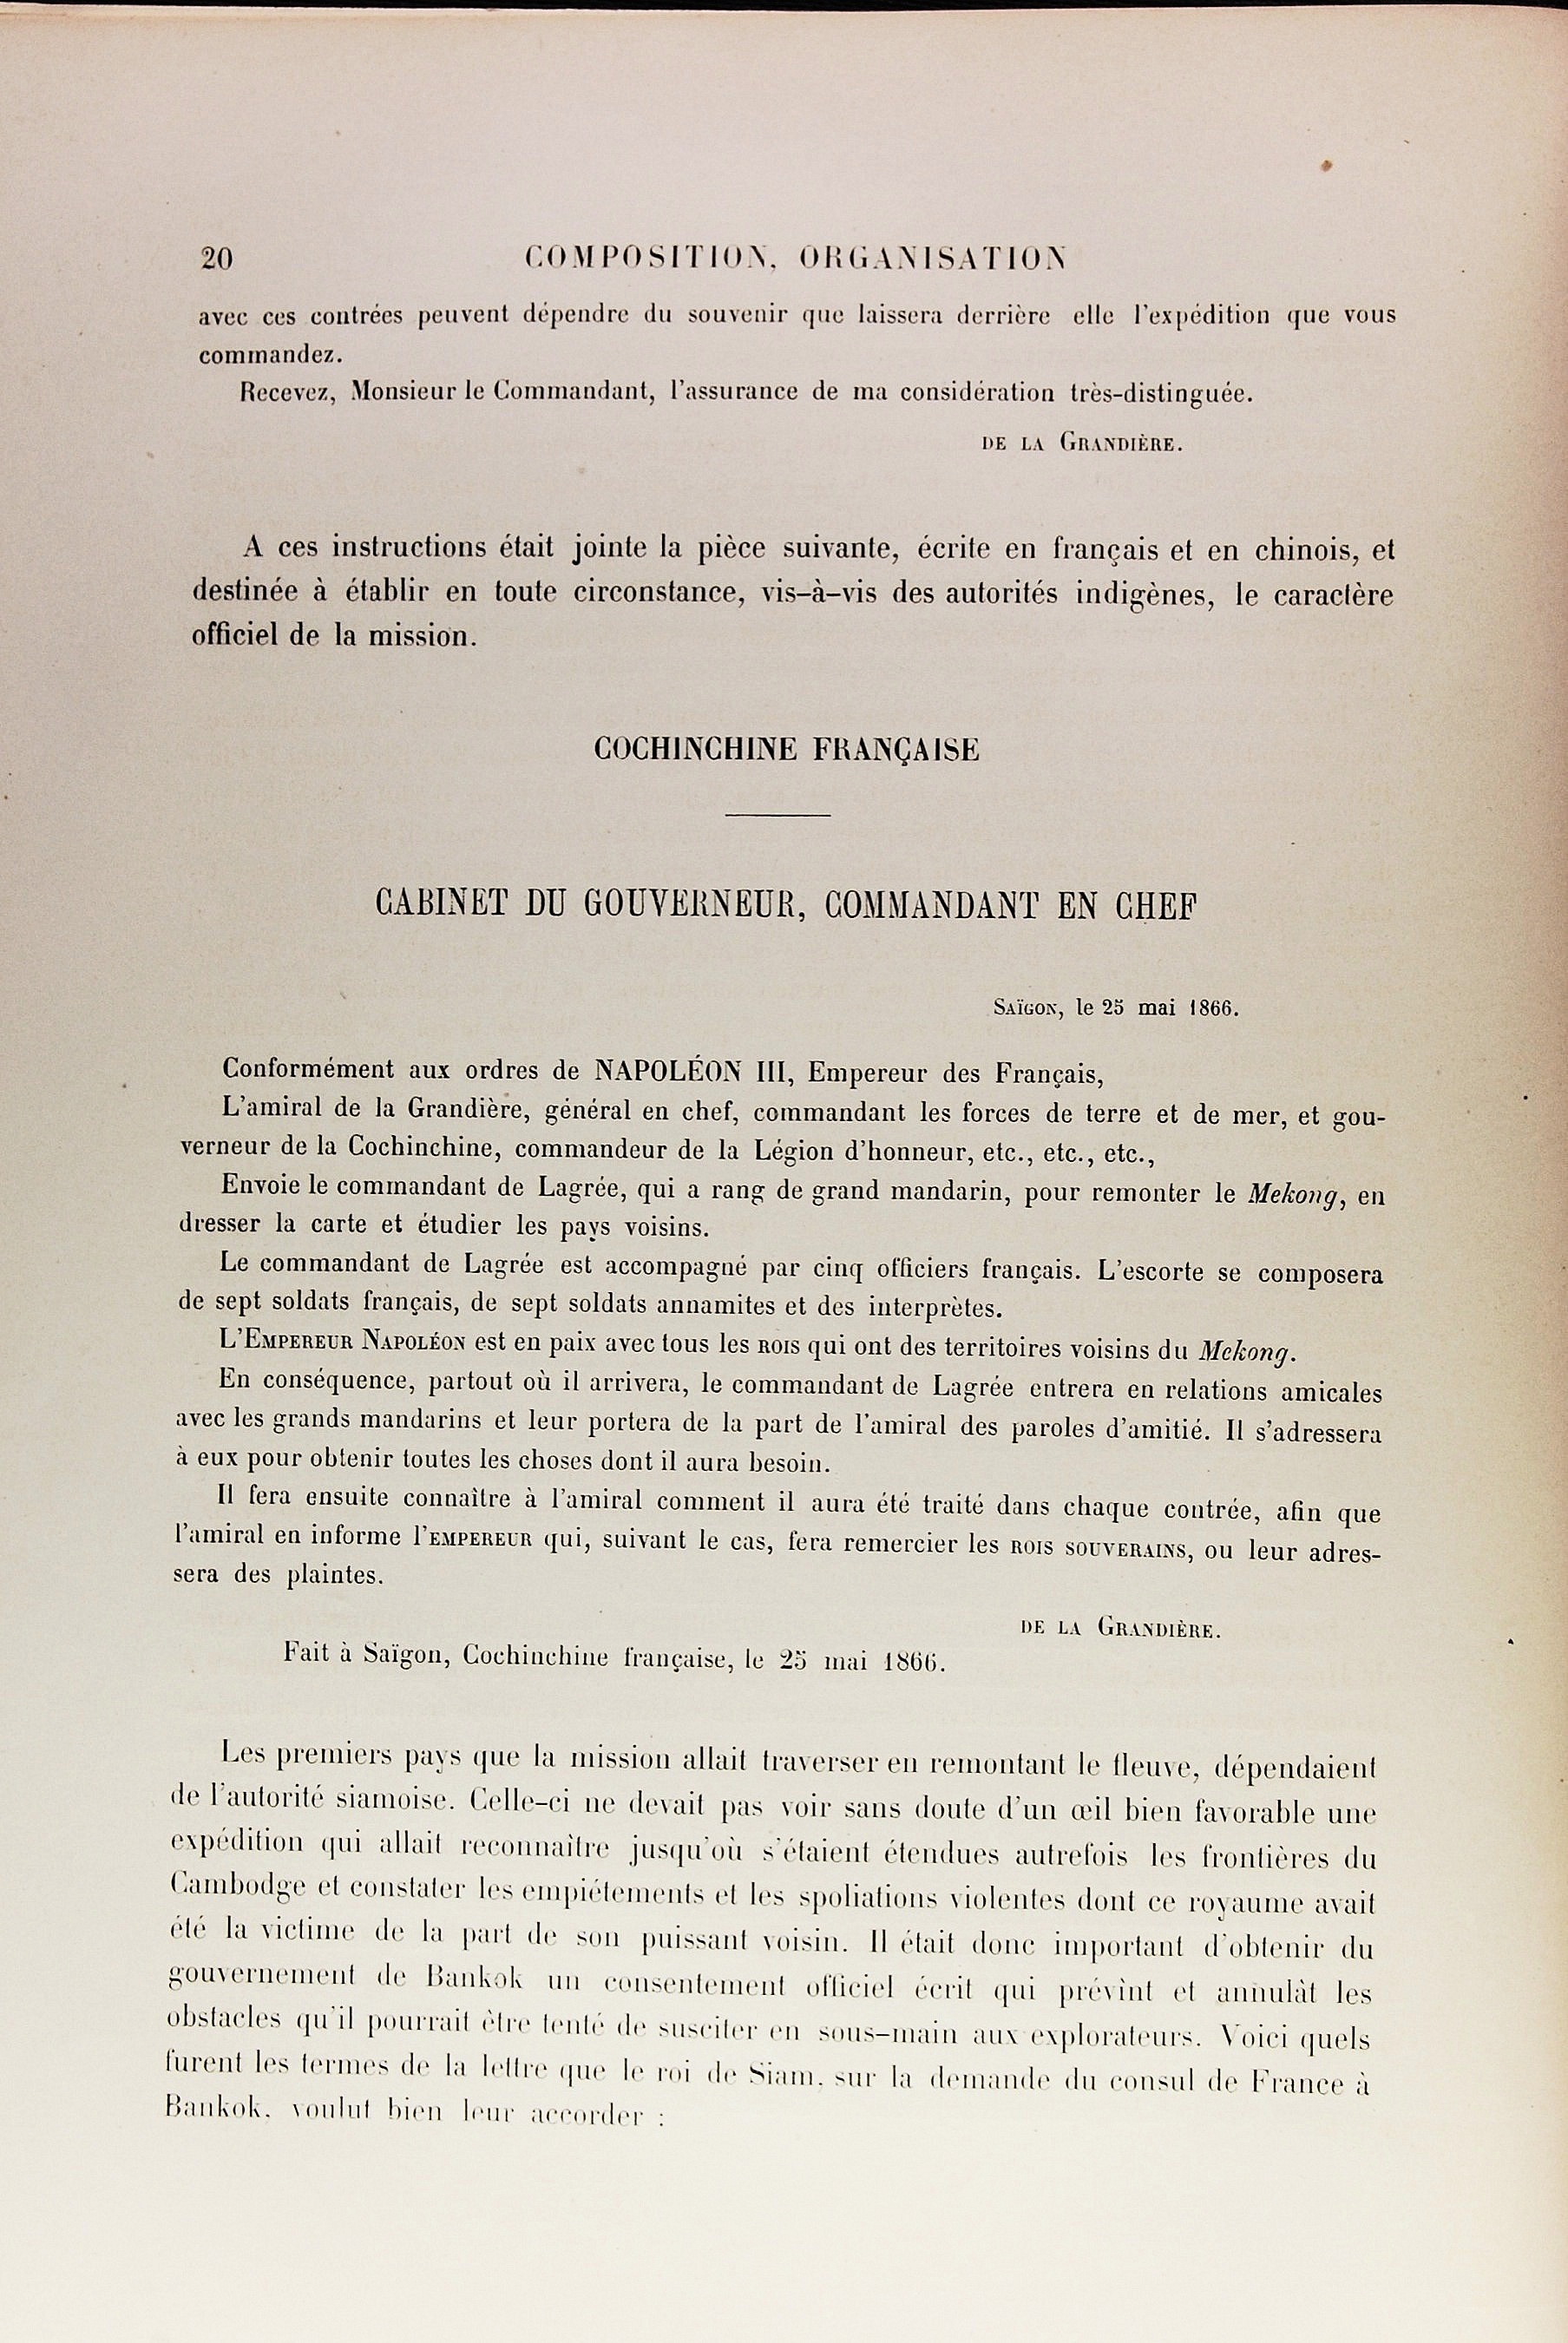 20 COMPOSITION, ORGANISATION
avec ces contrées peuvent dépendre du souvenir que laissera derrière elle l'expédition que vous
commandez.
Recevez, Monsieur le Commandant, l'assurance de ma considération très-distinguée.
DE LA GRANDIÈRE.
A ces instructions était jointe la pièce suivante, écrite en français et en chinois, et
destinée à établir en toute circonstance, vis-à-vis des autorités indigènes, le caractère
officiel de la mission.
COCHINCHINE FRANÇAISE
CABINET DU GOUVERNEUR, COMMANDANT EN CHEF
SAÏGON, le 25 mai 1866.
Conformément aux ordres de NAPOLÉON III, Empereur des Français,
L'amiral de la Grandière, général en chef, commandant les forces de terre et de mer, et gou-
verneur de la Cochinchine, commandeur de la Légion d'honneur, etc., etc., etc.,
Envoie le commandant de Lagrée, qui a rang de grand mandarin, pour remonter le Mekong, en
dresser la carte et étudier les pays voisins.
Le commandant de Lagrée est accompagné par cinq officiers français. L'escorte se composera
de sept soldats français, de sept soldats annamites et des interprètes.
L'EMPEREUR NAPOLÉON est en paix avec tous les ROIS qui ont des territoires voisins du Mekong.
En conséquence, partout où il arrivera, le commandant de Lagrée entrera en relations amicales
avec les grands mandarins et leur portera de la part de l'amiral des paroles d'amitié. Il s'adressera
à eux pour obtenir toutes les choses dont il aura besoin.
Il fera ensuite connaître à l'amiral comment il aura été traité dans chaque contrée, afin que
l'amiral en informe l'EMPEREUR qui, suivant le cas, fera remercier les ROIS SOUVERAINS, ou leur adres-
sera des plaintes.
DE LA GRANDIÈRE.
Fait à Saïgon, Cochinchine française, le 25 mai 1866.
Les premiers pays que la mission allait traverser en remontant le fleuve, dépendaient
de l'autorité siamoise. Celle-ci ne devait pas voir sans doute d'un œil bien favorable une
expédition qui allait reconnaître jusqu'où s'étaient étendues autrefois les frontières du
Cambodge et constater les empiétements et les spoliations violentes dont ce royaume avait
été la victime de la part de son puissant voisin. Il était donc important d'obtenir du
gouvernement de Bankok un consentement officiel écrit qui prévînt et annulât les
obstacles qu'il pourrait être tenté de susciter en sous-main aux explorateurs. Voici quels
furent les termes de la lettre que le roi de Siam, sur la demande du consul de France à
Bankok, voulut bien leur accorder :